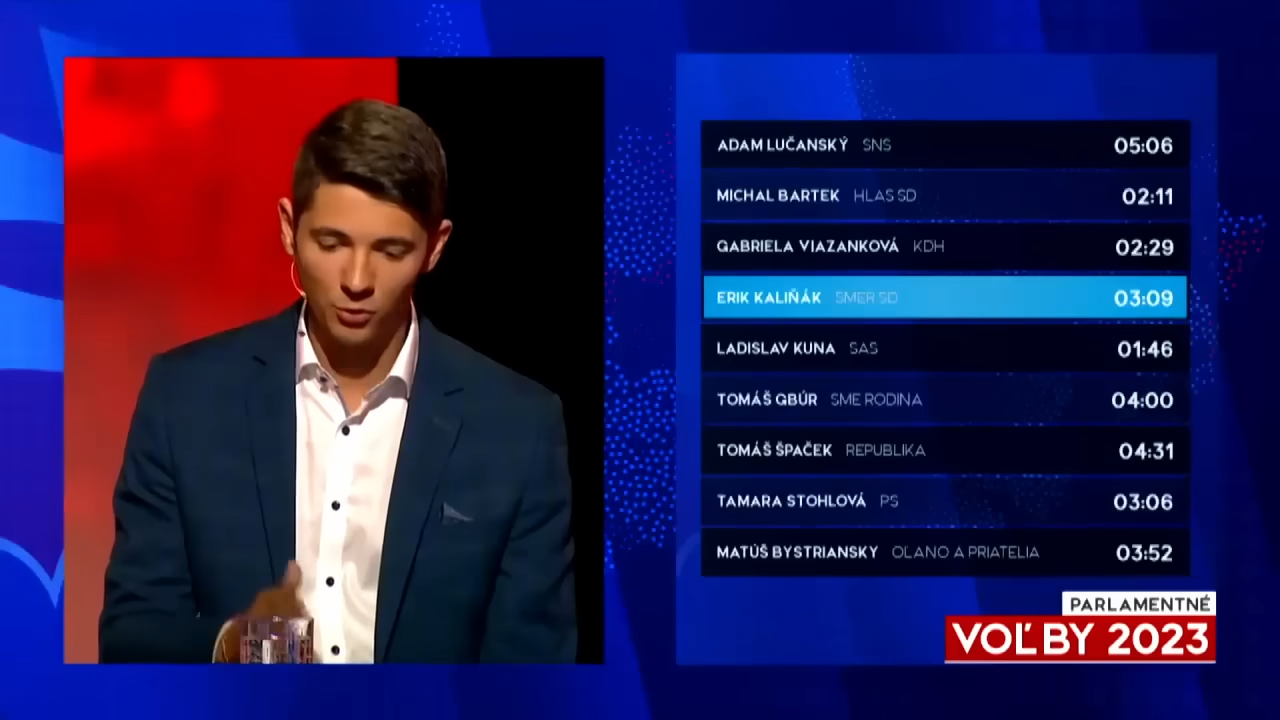 ADAM LUČANSKÝ SNS 05:06
MICHAL BARTEK HLAS SD 02:11
GABRIELA VIAZANKOVÁ KDH 02:29
ERIK KALIŇÁK SMER SD 03:09
LADISLAV KUNA SAS 01:46
TOMÁŠ GBÚR SME RODINA 04:00
TOMÁŠ ŠPAČEK REPUBLIKA 04:31
TAMARA STOHLOVÁ PS 03:06
MATÚŠ BYSTRIANSKY OĽANO A PRIATELIA 03:52
PARLAMENTNÉ
VOĽBY 2023